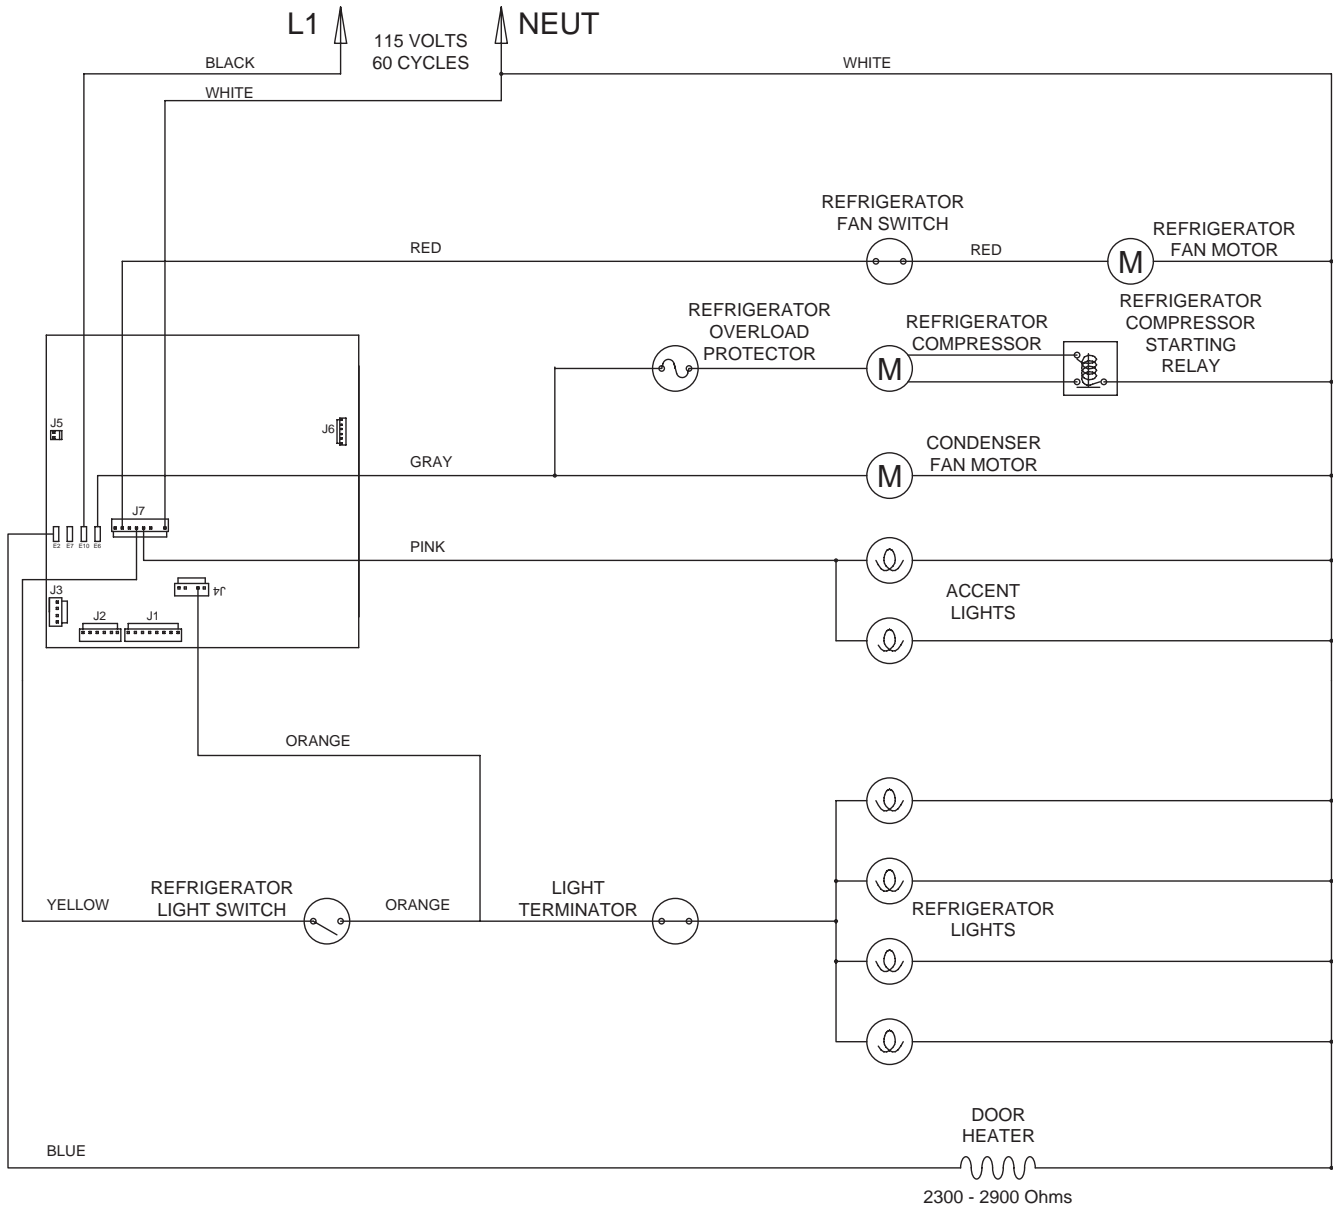 L1
NEUT
115 VOLTS
60 CYCLES
BLACK
WHITE
WHITE
REFRIGERATOR
FAN SWITCH
RED
RED
REFRIGERATOR
FAN MOTOR
REFRIGERATOR
OVERLOAD
PROTECTOR
REFRIGERATOR
COMPRESSOR
REFRIGERATOR
COMPRESSOR
STARTING
RELAY
M
M
J5
J6
GRAY
CONDENSER
FAN MOTOR
M
J7
E2
E7
E10
E6
PINK
ACCENT
LIGHTS
J3
J4
J2
J1
ORANGE
YELLOW
REFRIGERATOR
LIGHT SWITCH
ORANGE
LIGHT
TERMINATOR
REFRIGERATOR
LIGHTS
BLUE
DOOR
HEATER
2300 - 2900 Ohms